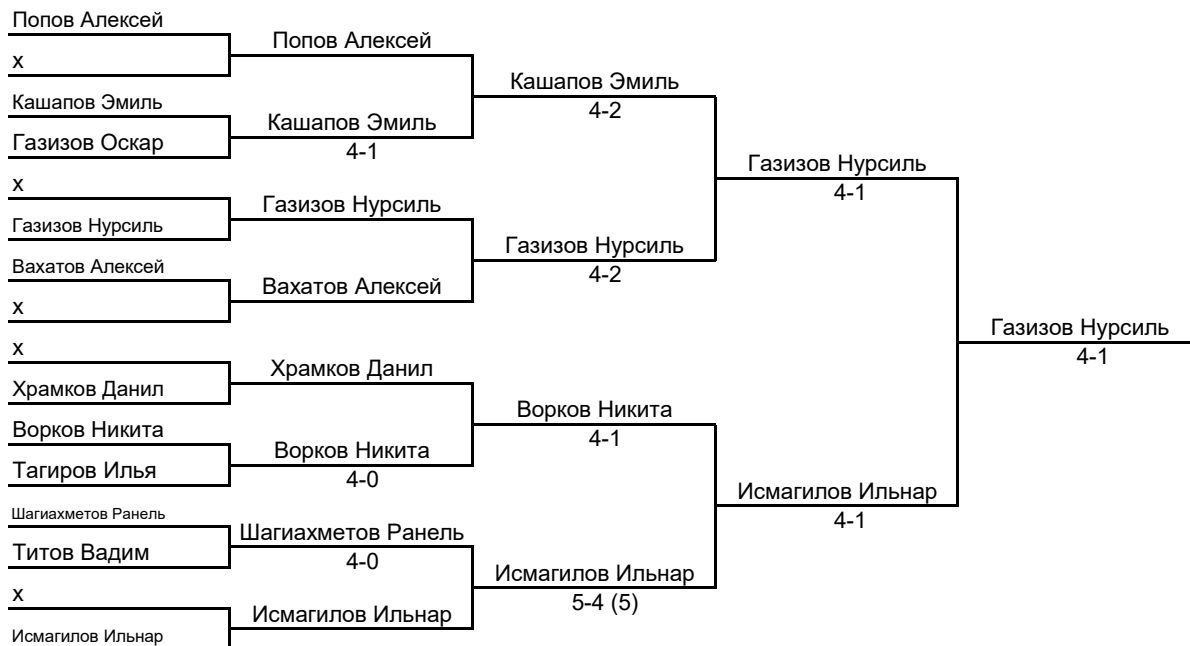 Попов Алексей
х
Кашапов Эмиль
Газизов Оскар
х
Газизов Нурсиль
Вахатов Алексей
х
х
Храмков Данил
Ворков Никита
Тагиров Илья
Шагиахметов Ранель
Титов Вадим
х
Исмагилов Ильнар
Попов Алексей
Кашапов Эмиль
4-1
Газизов Нурсиль
Вахатов Алексей
Храмков Данил
Ворков Никита
4-0
Шагиахметов Ранель
4-0
Исмагилов Ильнар
Кашапов Эмиль
4-2
Газизов Нурсиль
4-2
Ворков Никита
4-1
Исмагилов Ильнар
5-4 (5)
Газизов Нурсиль
4-1
Исмагилов Ильнар
4-1
Газизов Нурсиль
4-1